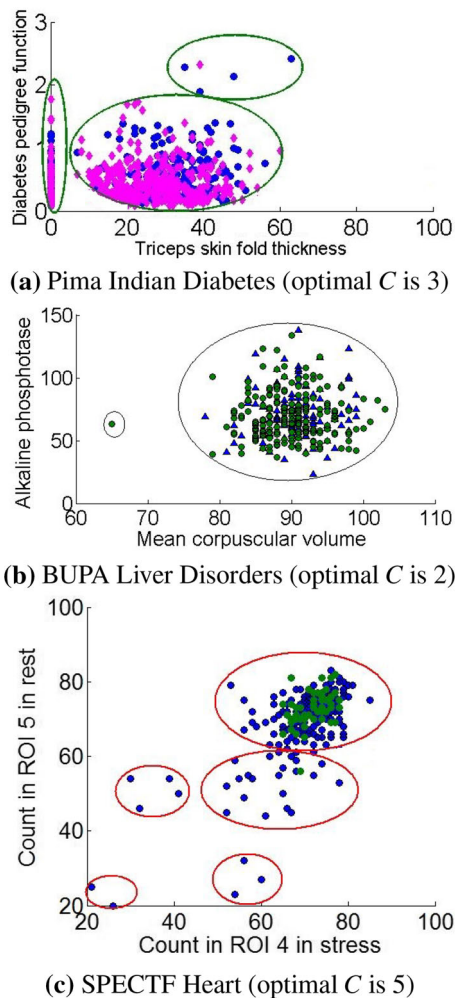 3
2
1
0
Diabetes pedigree function
0 20 40 60 80 100
Triceps skin fold thickness
(a) Pima Indian Diabetes (optimal C is 3)
150
100
50
0
Alkaline phosphotase
60 70 80 90 100 110
Mean corpuscular volume
(b) BUPA Liver Disorders (optimal C is 2)
100
80
60
40
20
Count in ROI 5 in rest
20 40 60 80 100
Count in ROI 4 in stress
(c) SPECTF Heart (optimal C is 5)